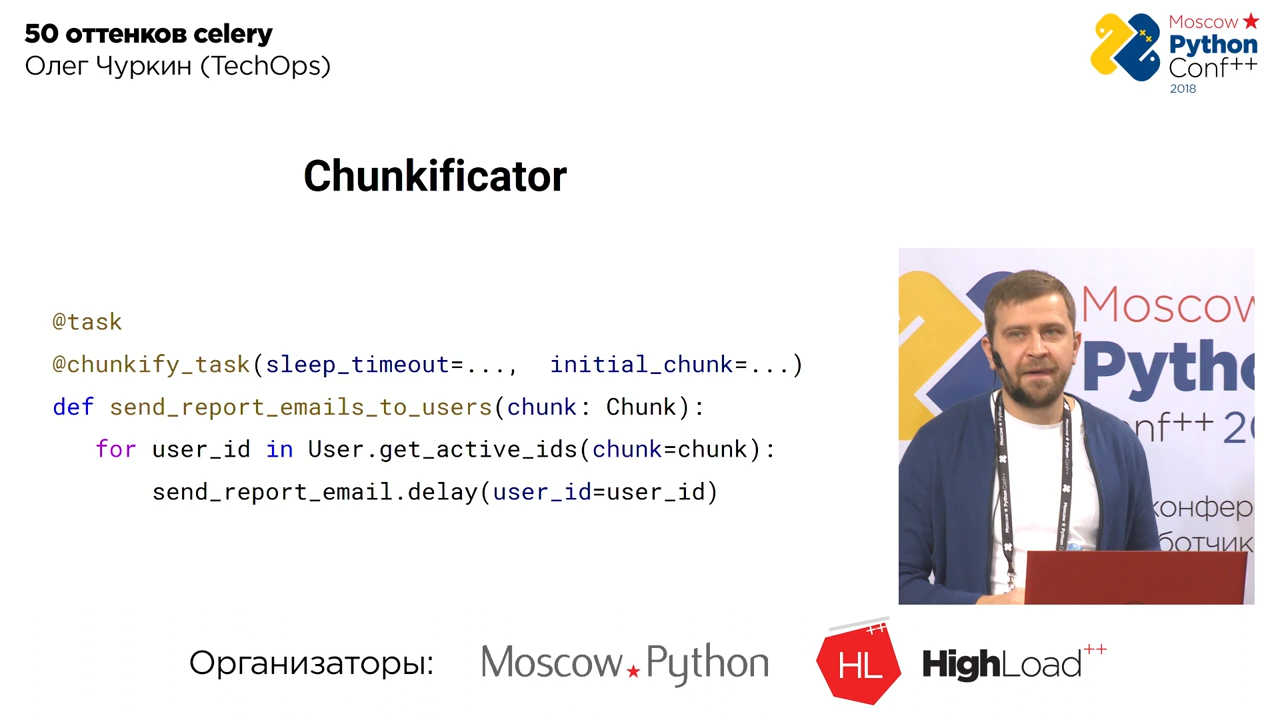 50 оттенков celery
Олег Чуркин (TechOps)
Moscow
Python
Conf++
2018
Chunkificator
@task
@chunkify_task(sleep_timeout=..., initial_chunk=...)
def send_report_emails_to_users(chunk: Chunk):
for user_id in User.get_active_ids(chunk=chunk):
send_report_email.delay(user_id=user_id)
Moscow
Pytho
onf++ 20
конфер
ботчик
Организаторы:
Moscow Python
HL++
HighLoad++